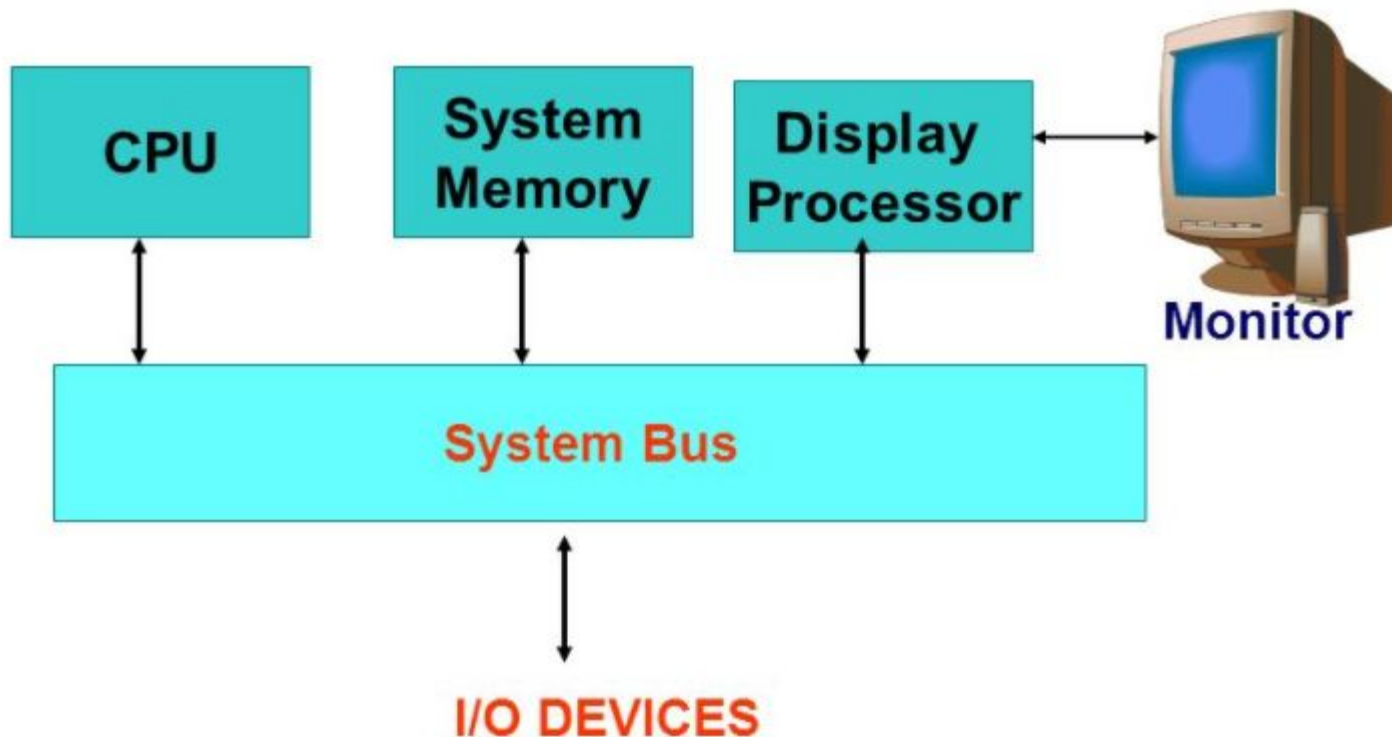 CPU
System
Memory
Display
Processor
Monitor
System Bus
I/O DEVICES